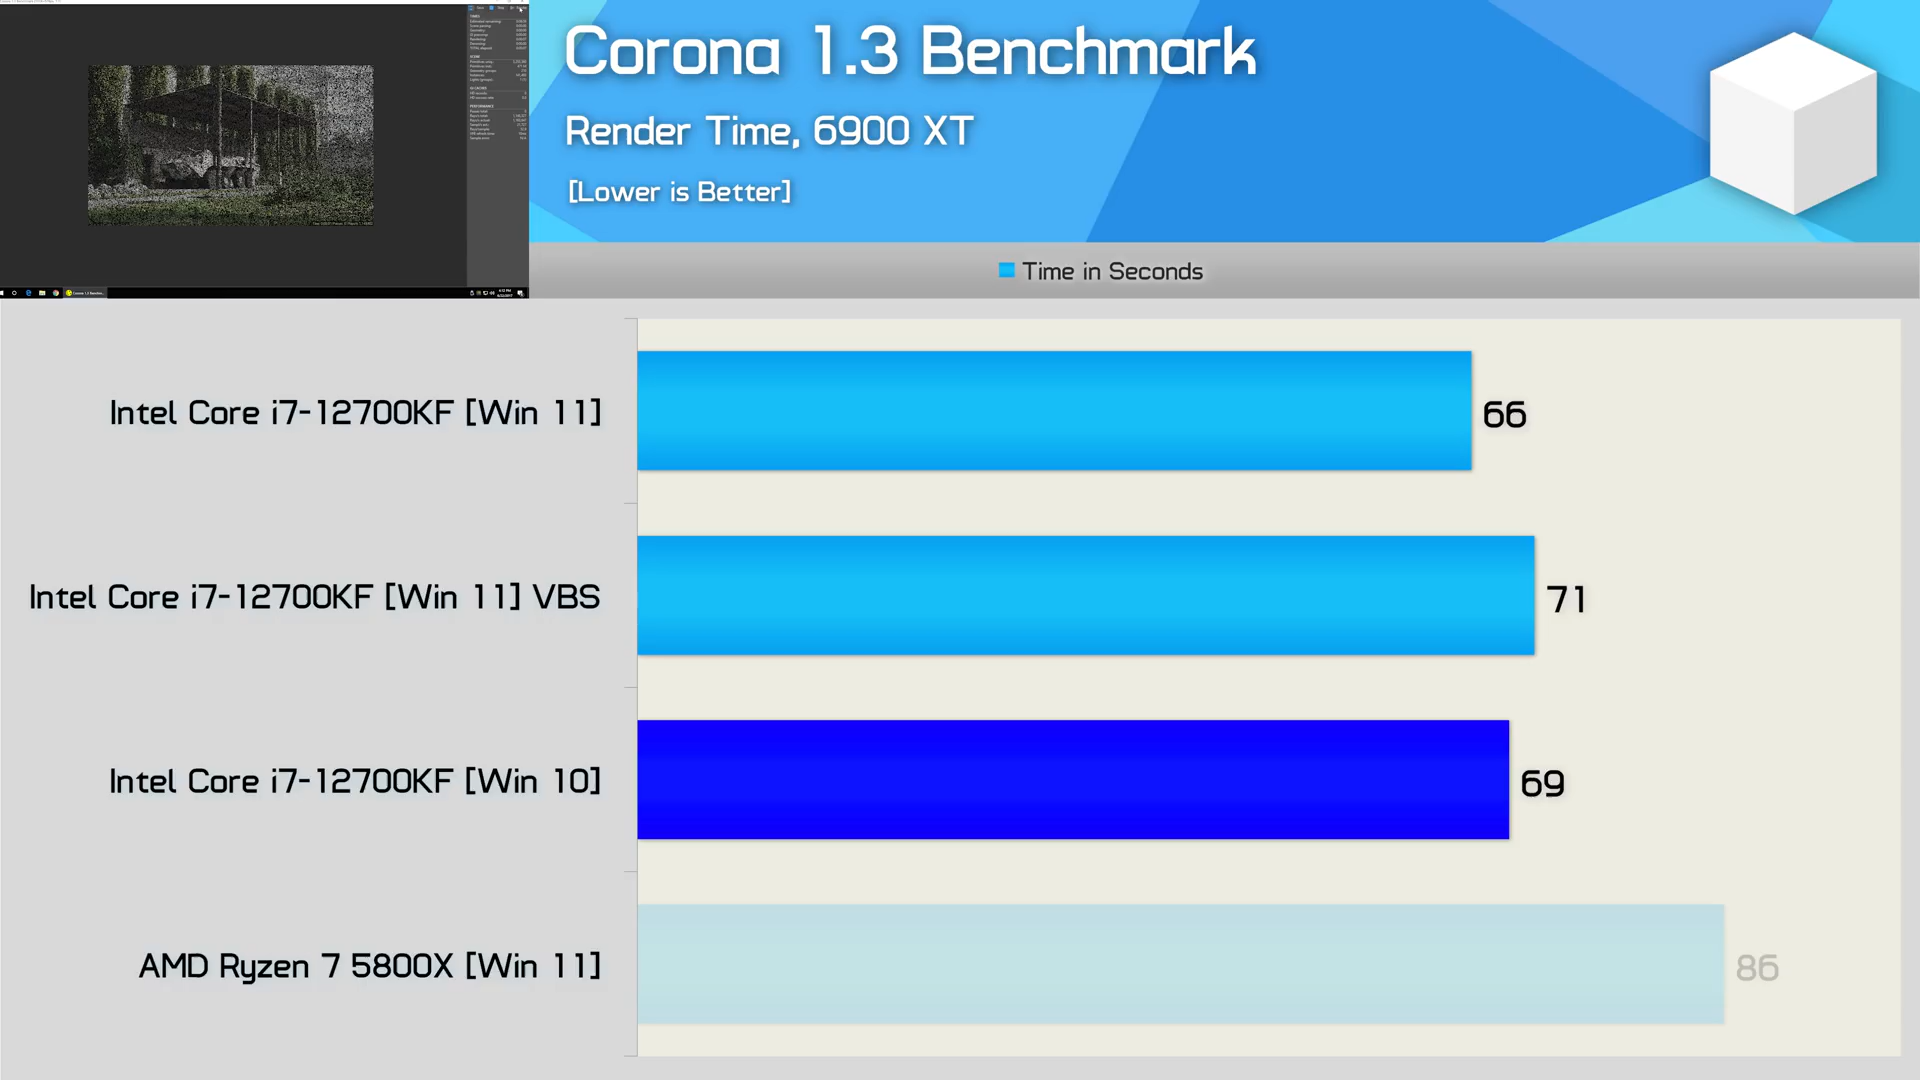 Corona 1.3 Benchmark
Render Time, 6900 XT
[Lower is Better]
Time in Seconds
Intel Core i7-12700KF [Win 11]
66
Intel Core i7-12700KF [Win 11] VBS
71
Intel Core i7-12700KF [Win 10]
69
AMD Ryzen 7 5800X [Win 11]
86